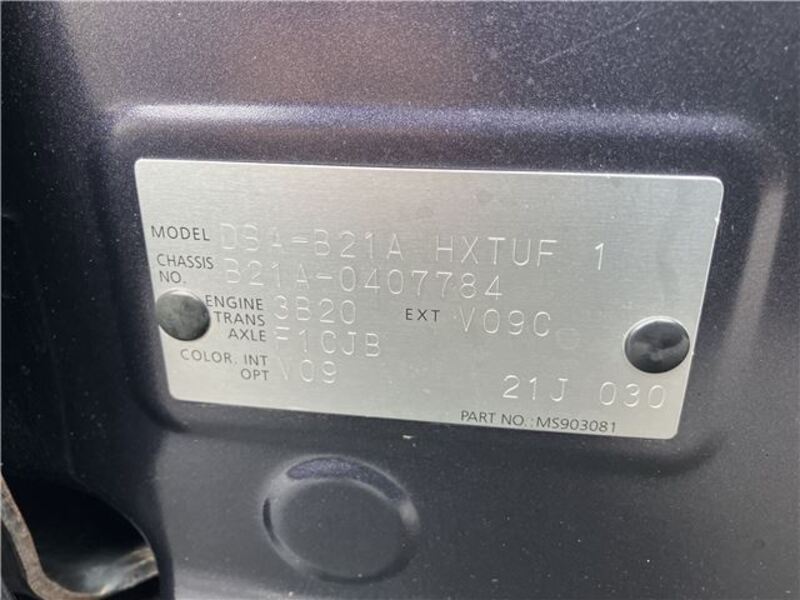 MODEL DBA-B21A HXTUF 1
CHASSIS NO. B21A-0407784
ENGINE 3B20 EXT V09C
TRANS AXLE F1CJB
COLOR. INT V09
OPT 21J 030
PART NO.: MS903081